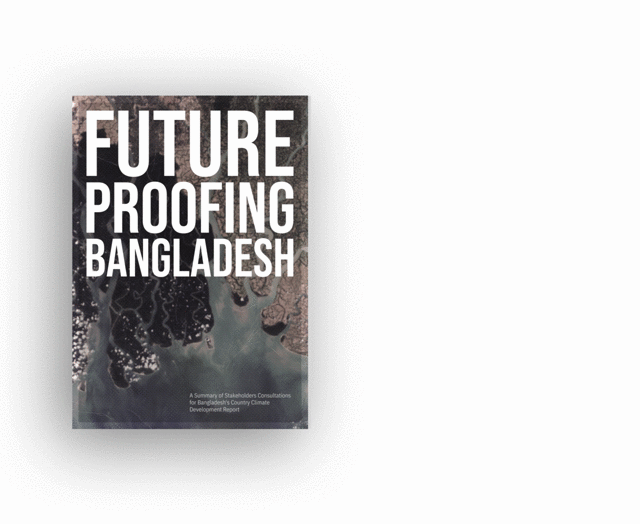 FUTURE
PROOFING
BANGLADESH
A Summary of Stakeholders Consultations
for Bangladesh's Country Climate
Development Report